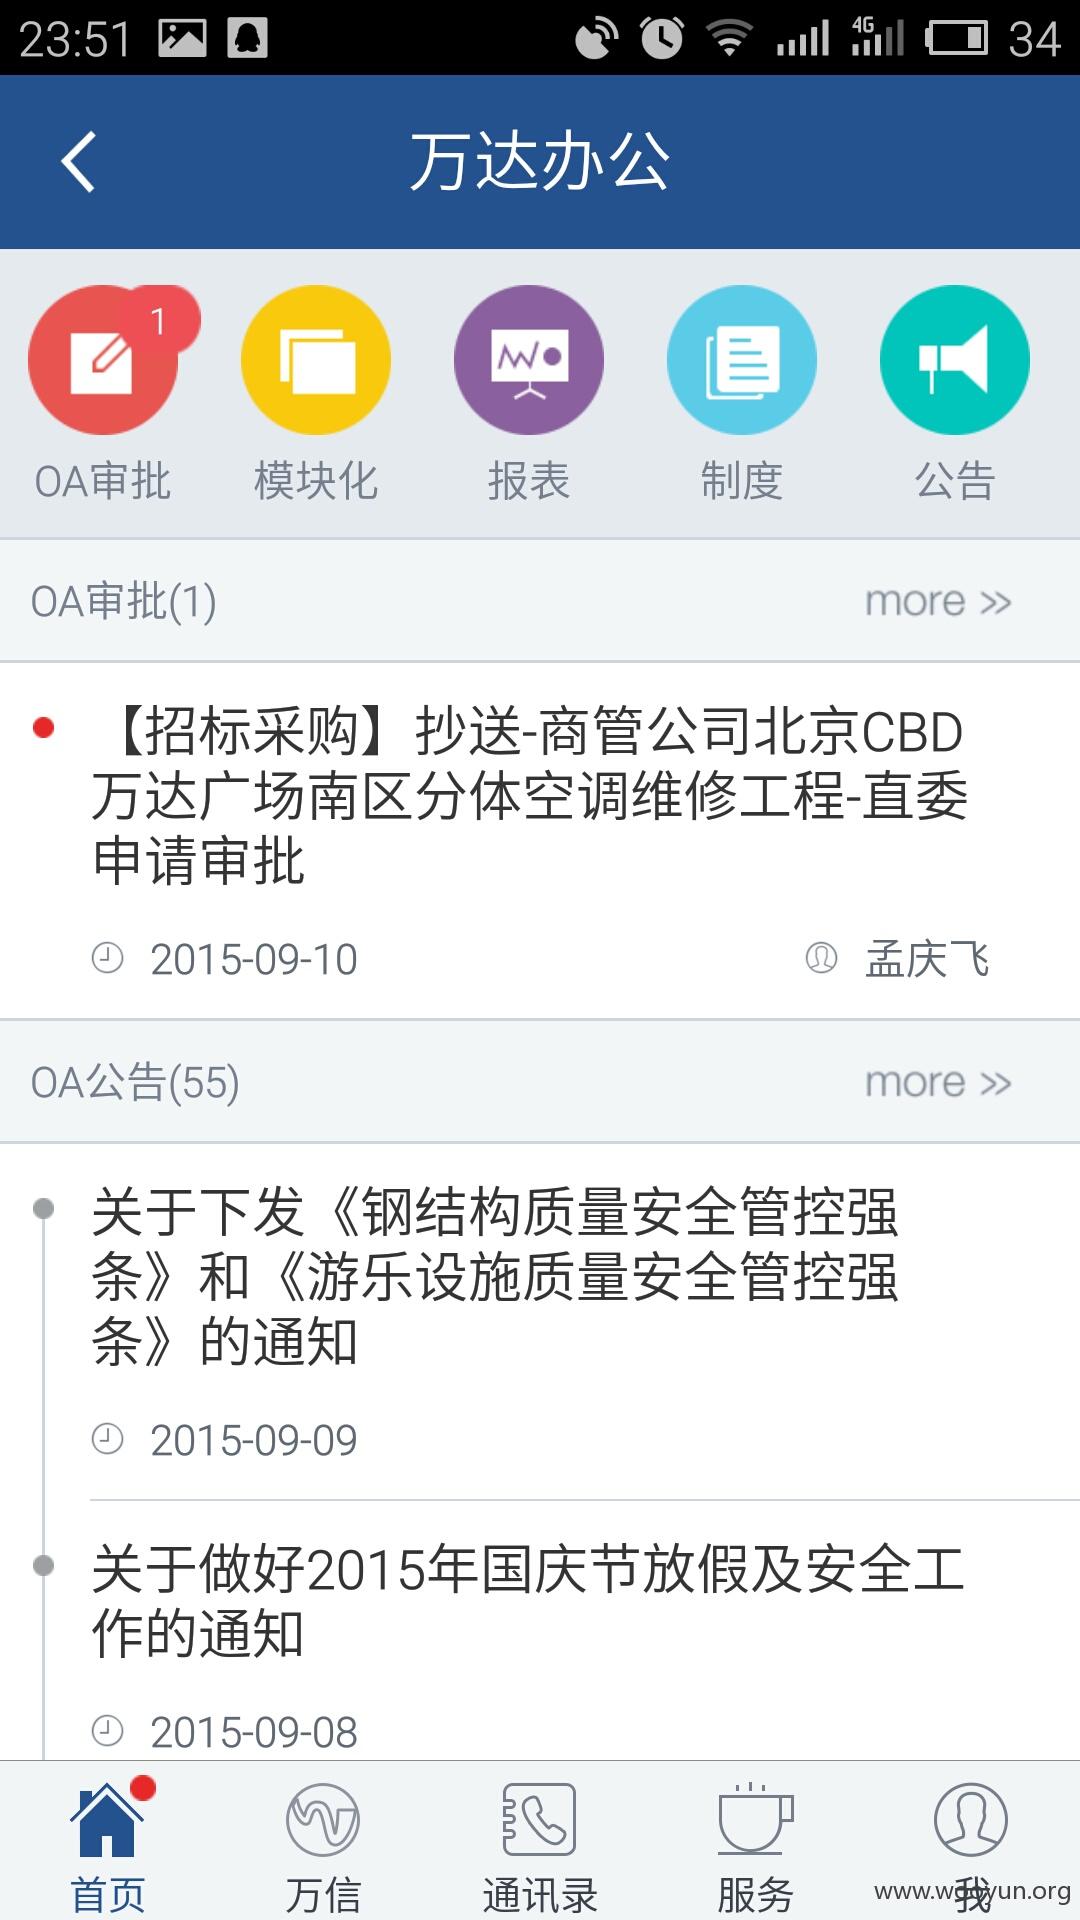 23:51 4G 34
万达办公
1
OA审批 模块化 报表 制度 公告
OA审批(1) more >>
【招标采购】抄送-商管公司北京CBD
万达广场南区分体空调维修工程-直委
申请审批
2015-09-10 孟庆飞
OA公告(55) more >>
关于下发《钢结构质量安全管控强
条》和《游乐设施质量安全管控强
条》的通知
2015-09-09
关于做好2015年国庆节放假及安全工
作的通知
2015-09-08
首页 万信 通讯录 服务 我
www.wooyun.org